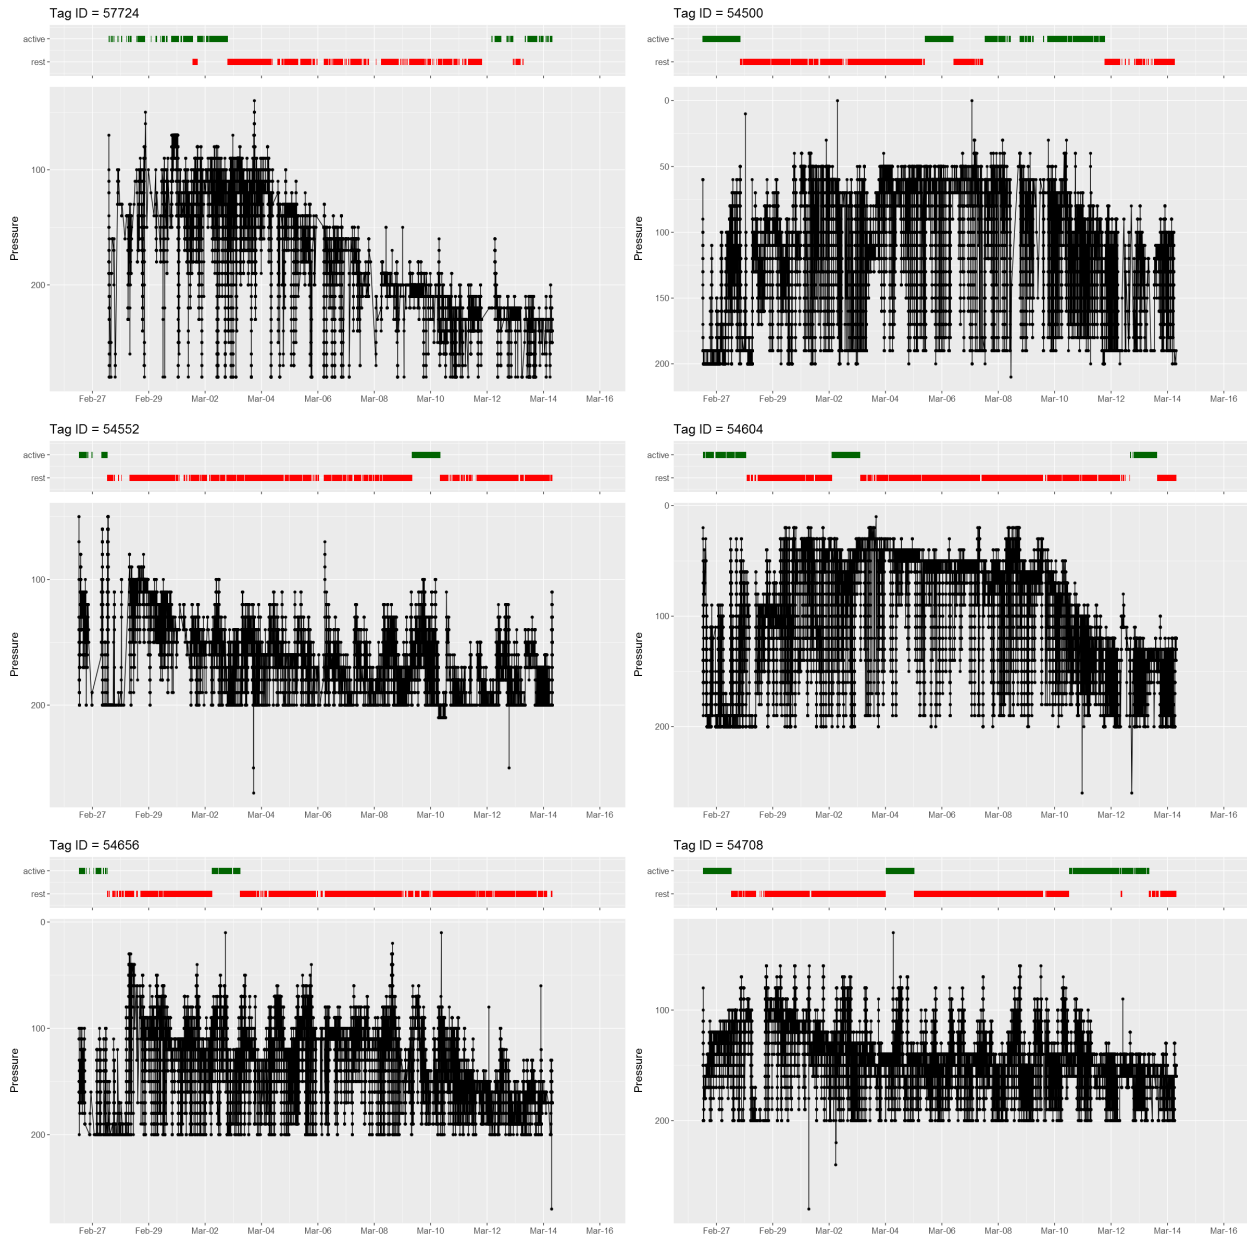 Tag ID = 57724
active
rest
Pressure
100
200
Feb-27 Feb-29 Mar-02 Mar-04 Mar-06 Mar-08 Mar-10 Mar-12 Mar-14 Mar-16
Tag ID = 54500
active
rest
Pressure
0
50
100
150
200
Feb-27 Feb-29 Mar-02 Mar-04 Mar-06 Mar-08 Mar-10 Mar-12 Mar-14 Mar-16
Tag ID = 54552
active
rest
Pressure
100
200
Feb-27 Feb-29 Mar-02 Mar-04 Mar-06 Mar-08 Mar-10 Mar-12 Mar-14 Mar-16
Tag ID = 54604
active
rest
Pressure
0
100
200
Feb-27 Feb-29 Mar-02 Mar-04 Mar-06 Mar-08 Mar-10 Mar-12 Mar-14 Mar-16
Tag ID = 54656
active
rest
Pressure
0
100
200
Feb-27 Feb-29 Mar-02 Mar-04 Mar-06 Mar-08 Mar-10 Mar-12 Mar-14 Mar-16
Tag ID = 54708
active
rest
Pressure
100
200
Feb-27 Feb-29 Mar-02 Mar-04 Mar-06 Mar-08 Mar-10 Mar-12 Mar-14 Mar-16